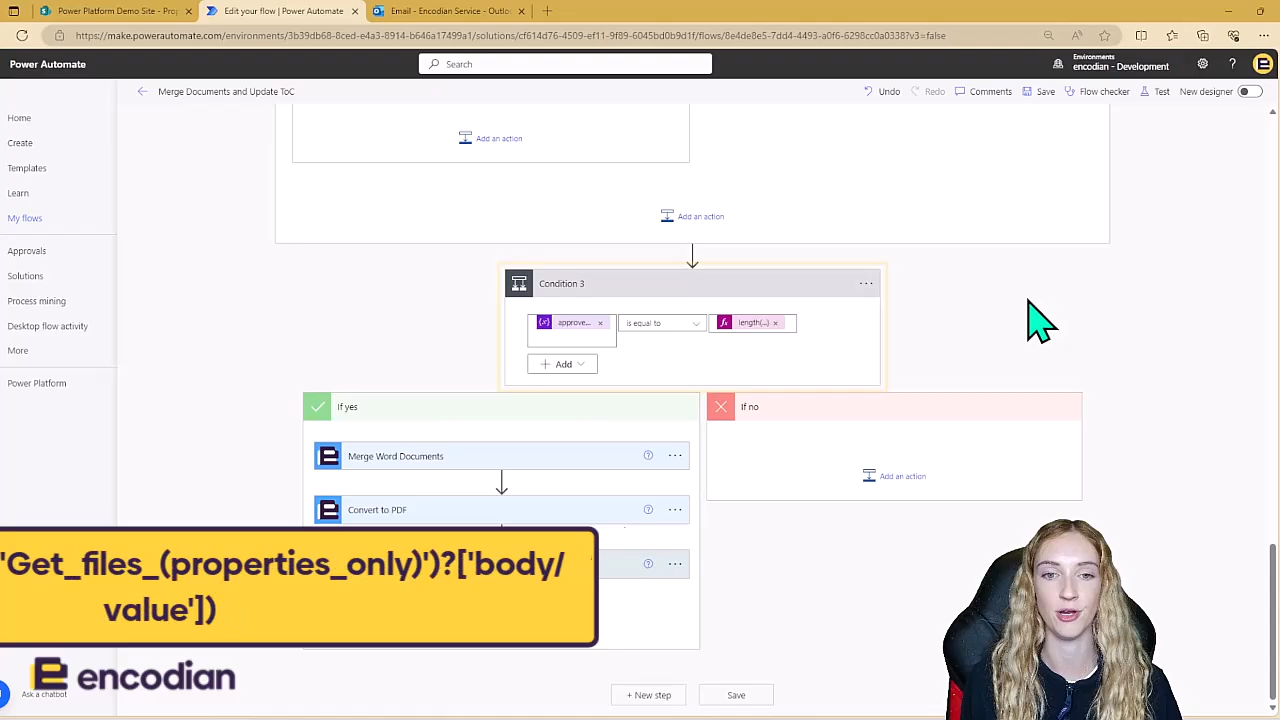 Power Platform Demo Site - Pro
Edit your flow | Power Automate
Email - Encodian Service - Outlo
https://make.powerautomate.com/environments/3b39db68-8ced-e4a3-8914-b646a17499a1/solutions/cf614d76-4509-ef11-9f89-6045bd0b9d1f/flows/8e4de8e5-7dd4-4493-a0f6-6298cc0a0338?v3=false
Power Automate
Search
Environments
encodian - Development
Merge Documents and Update ToC
Undo
Redo
Comments
Save
Flow checker
Test
New designer
Home
Create
Templates
Learn
My flows
Approvals
Solutions
Process mining
Desktop flow activity
More
Power Platform
Add an action
Add an action
Condition 3
approve...
is equal to
length(...)
Add
If yes
If no
Merge Word Documents
Add an action
Convert to PDF
'Get_files_(properties_only)')?['body/
value'])
encodian
Ask a chatbot
+ New step
Save